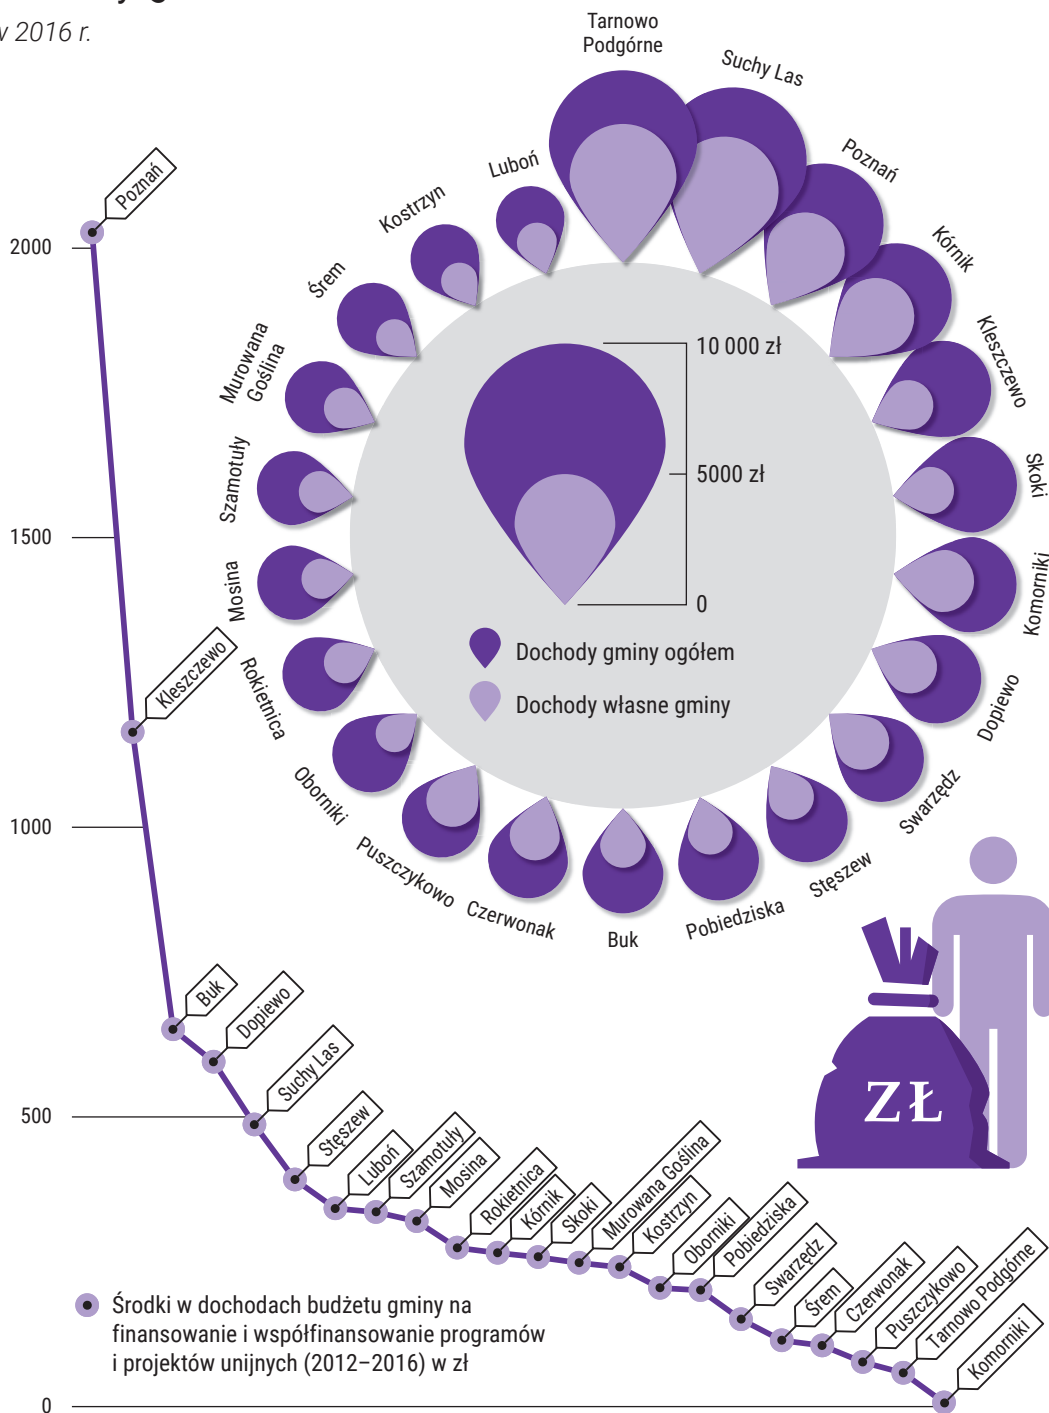 w 2016 r.
Tarnowo
Podgórne
Suchy Las
Poznań
Kórnik
Kleszczewo
Skoki
Komorniki
Dopiewo
Swarzędz
Stęszew
Pobiedziska
Buk
Czerwonak
Puszczykowo
Oborniki
Rokietnica
Mosina
Szamotuły
Murowana
Goślina
Śrem
Kostrzyn
Luboń
10 000 zł
5000 zł
0
Dochody gminy ogółem
Dochody własne gminy
2000
1500
1000
500
0
Poznań
Kleszczewo
Buk
Dopiewo
Suchy Las
Stęszew
Luboń
Szamotuły
Mosina
Rokietnica
Kórnik
Skoki
Murowana Goślina
Kostrzyn
Oborniki
Pobiedziska
Swarzędz
Śrem
Czerwonak
Puszczykowo
Tarnowo Podgórne
Komorniki
ZŁ
Środki w dochodach budżetu gminy na
finansowanie i współfinansowanie programów
i projektów unijnych (2012–2016) w zł